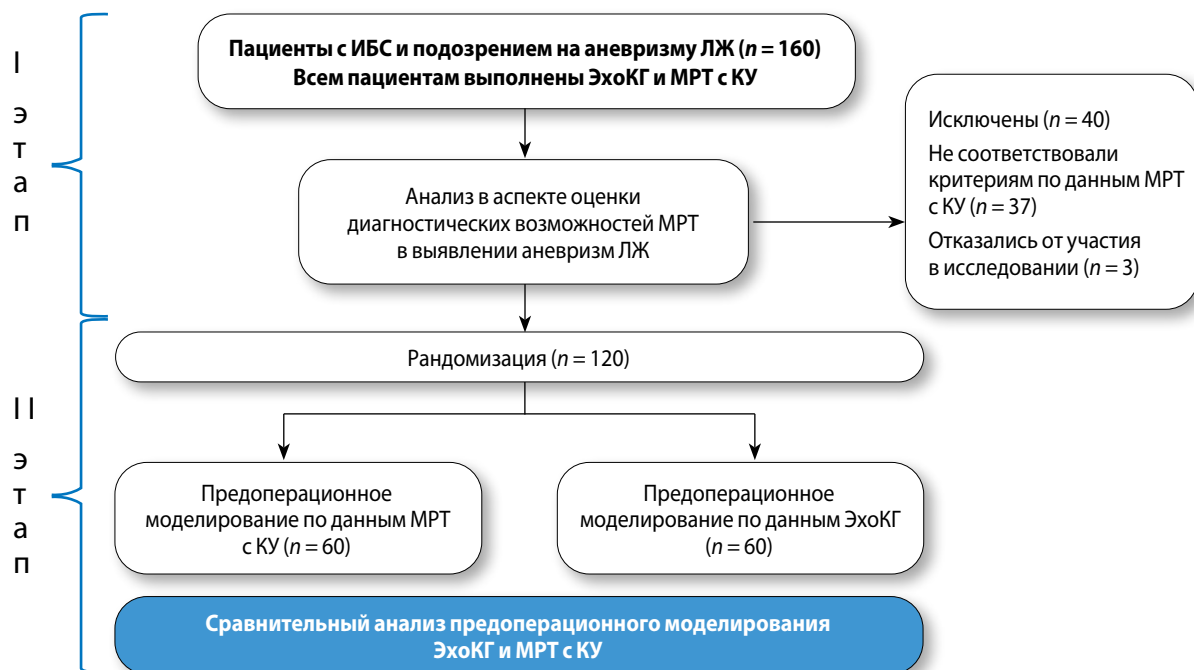 I
э
т
а
п
Пациенты с ИБС и подозрением на аневризму ЛЖ (n = 160)
Всем пациентам выполнены ЭхоКГ и МРТ с КУ
Анализ в аспекте оценки
диагностических возможностей МРТ
в выявлении аневризм ЛЖ
Исключены (n = 40)
Не соответствовали
критериям по данным МРТ
с КУ (n = 37)
Отказались от участия
в исследовании (n = 3)
II
э
т
а
п
Рандомизация (n = 120)
Предоперационное
моделирование по данным МРТ
с КУ (n = 60)
Предоперационное
моделирование по данным ЭхоКГ
(n = 60)
Сравнительный анализ предоперационного моделирования
ЭхоКГ и МРТ с КУ